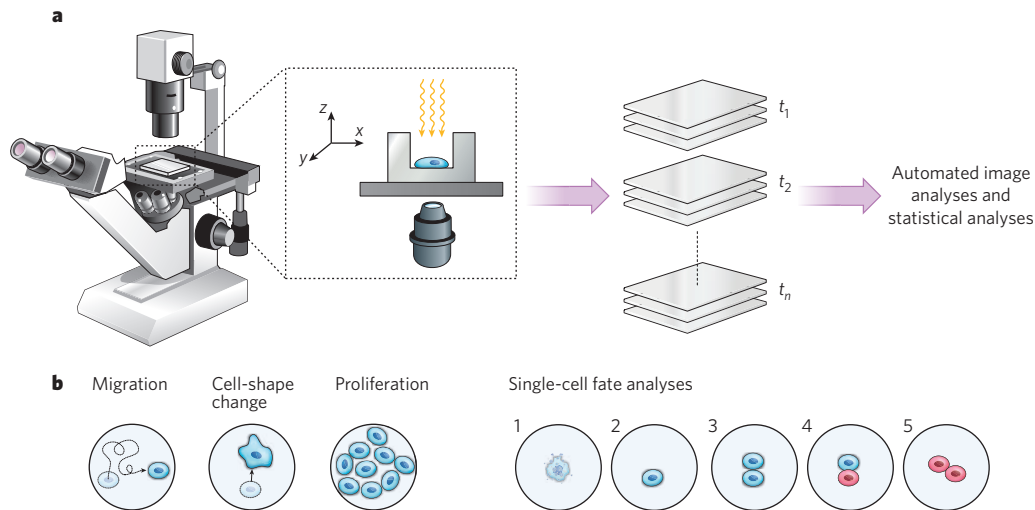 a
z
x
y
t1
t2
tn
Automated image
analyses and
statistical analyses
b
Migration
Cell-shape
change
Proliferation
Single-cell fate analyses
1
2
3
4
5